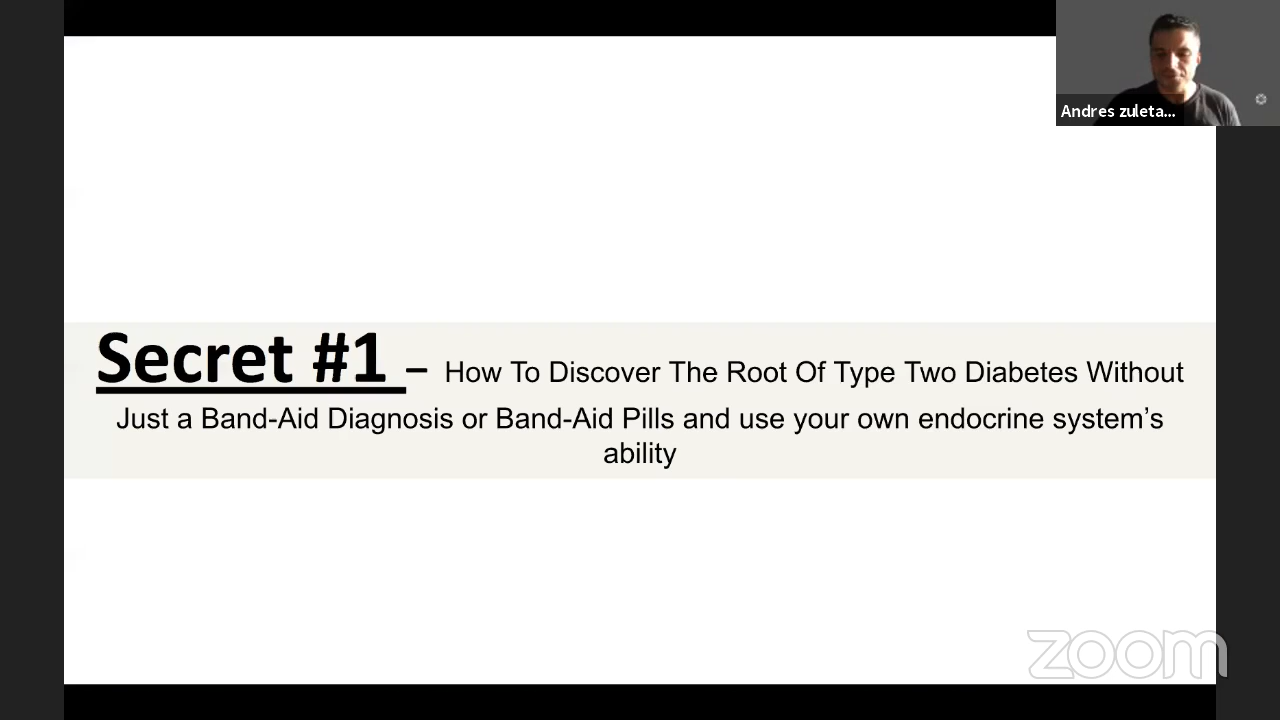 Andres zuleta...
Secret #1 – How To Discover The Root Of Type Two Diabetes Without
Just a Band-Aid Diagnosis or Band-Aid Pills and use your own endocrine system’s
ability
zoom